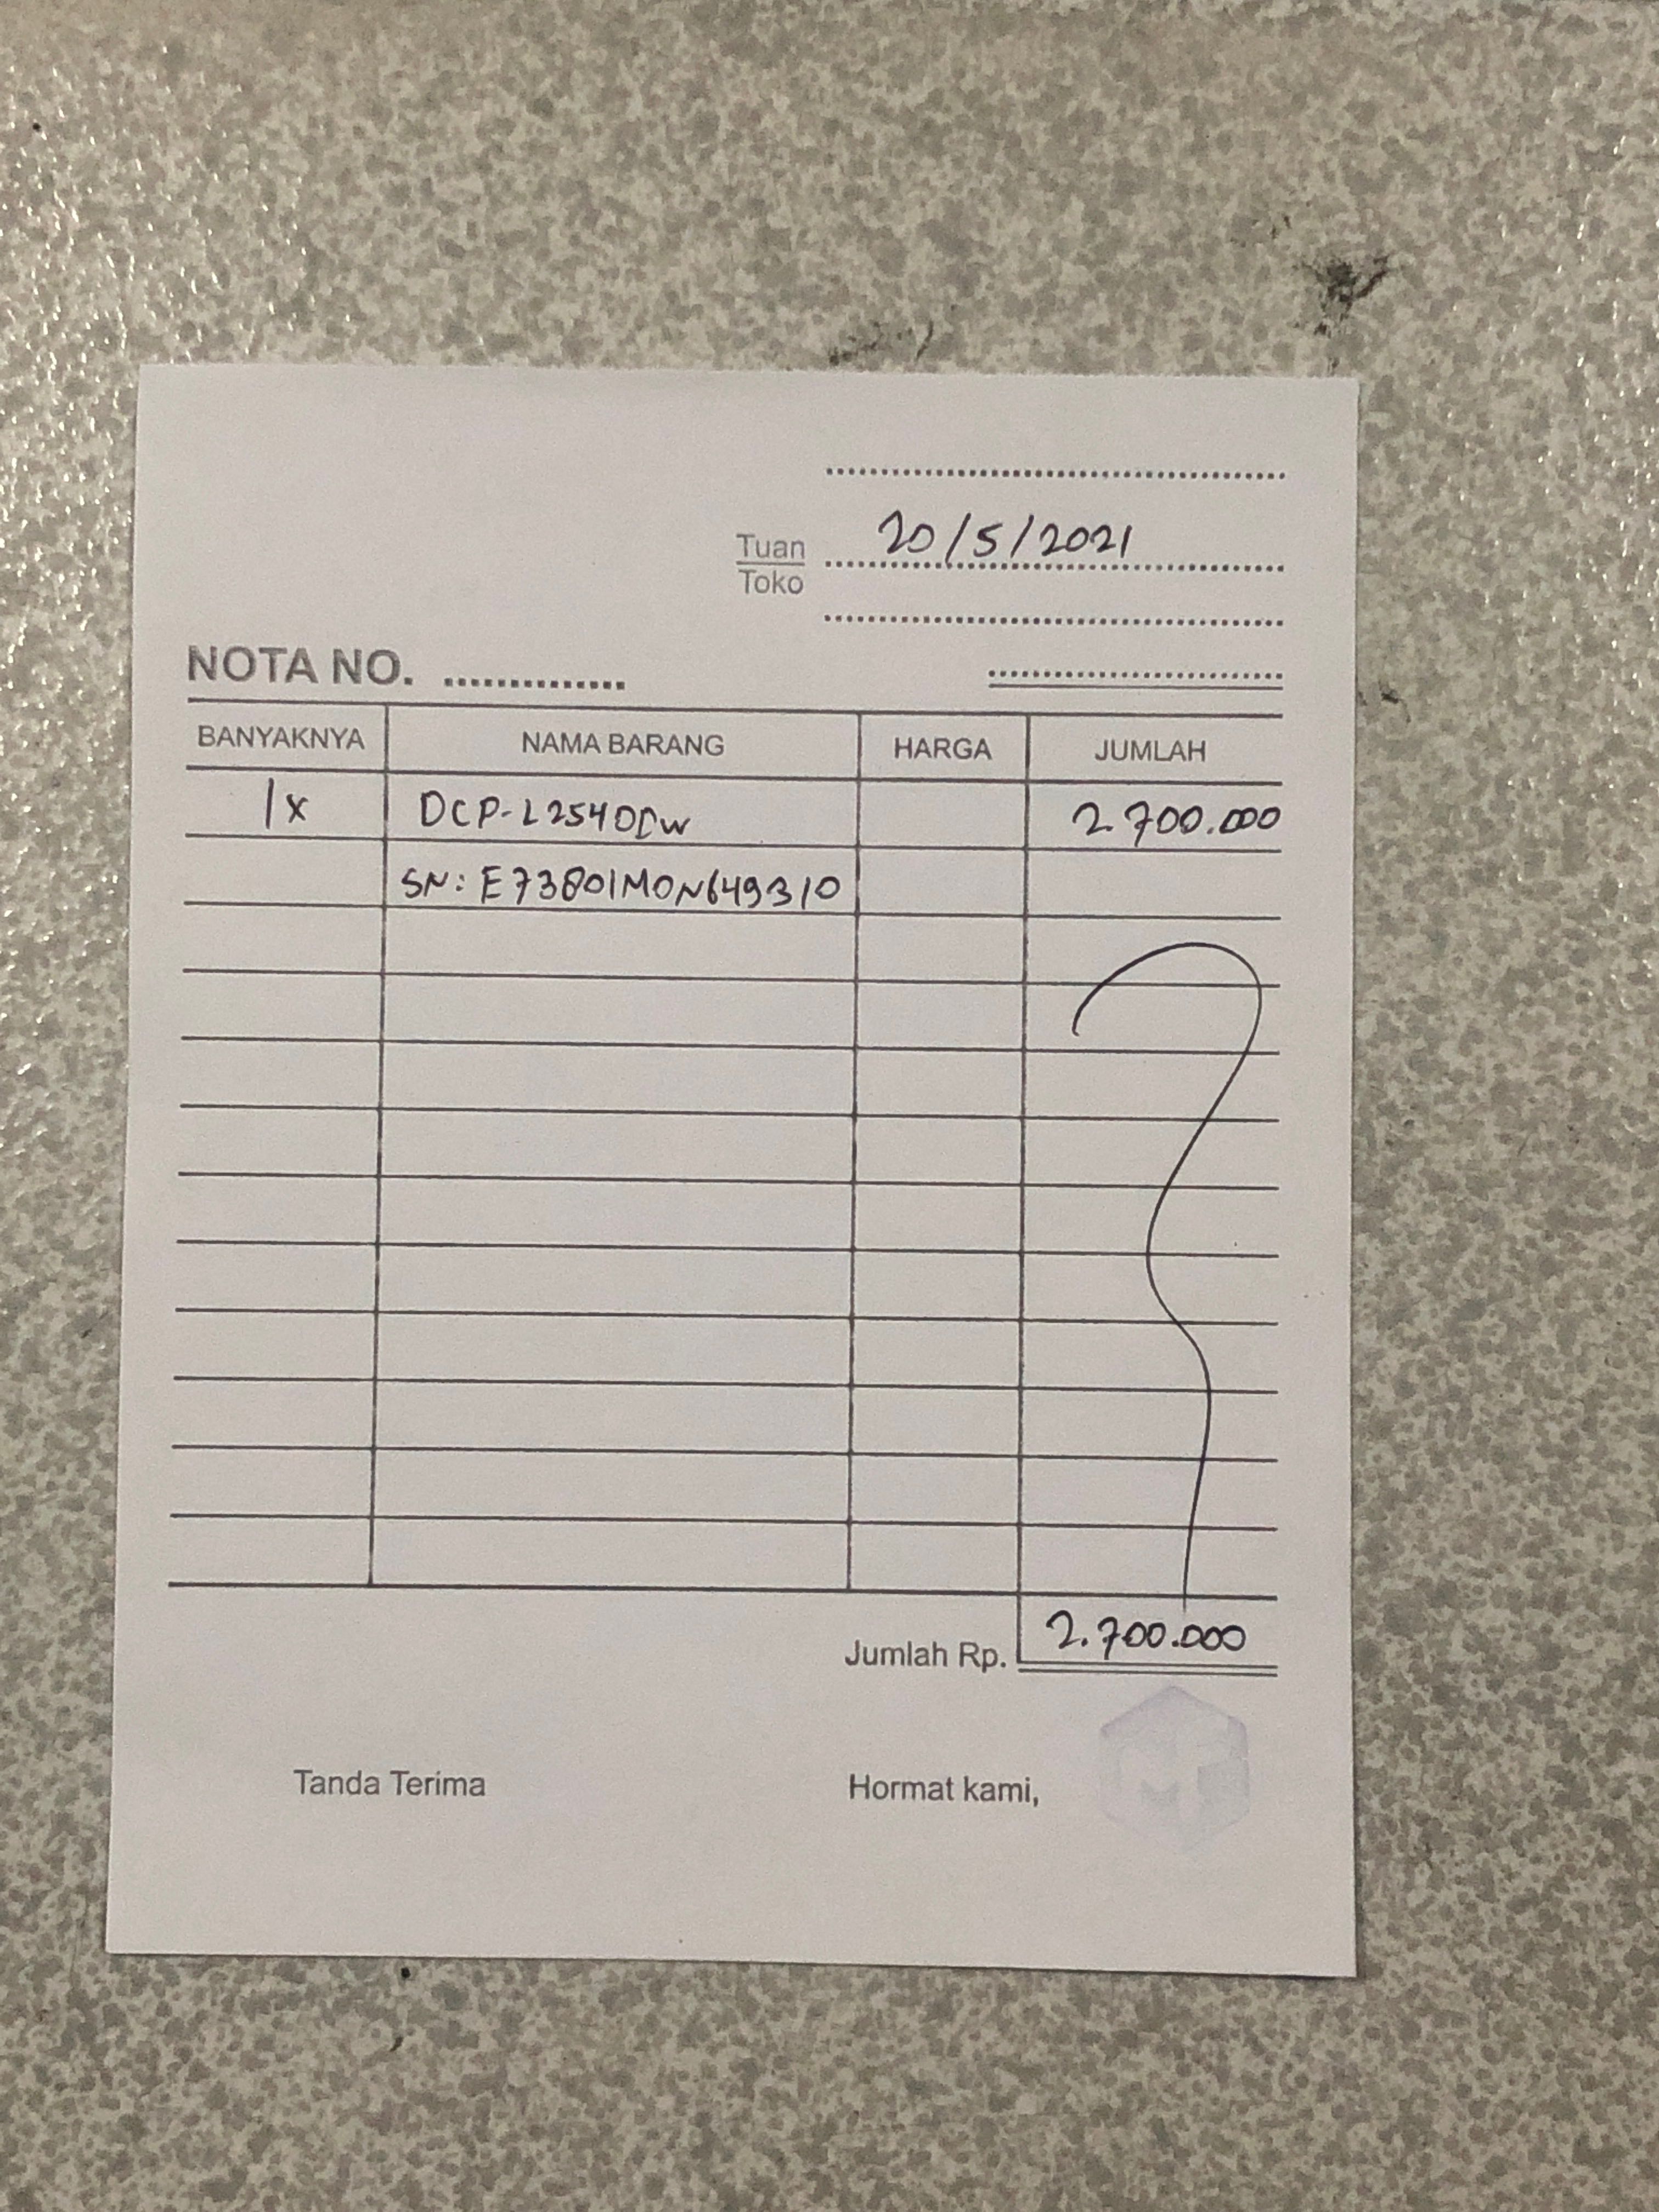 20/5/2021
Tuan
Toko
NOTA NO.
BANYAKNYA NAMA BARANG HARGA JUMLAH
1x DCP-L2540DW 2.700.000
SN: E73801M0N649310
Jumlah Rp. 2.700.000
Tanda Terima Hormat kami,